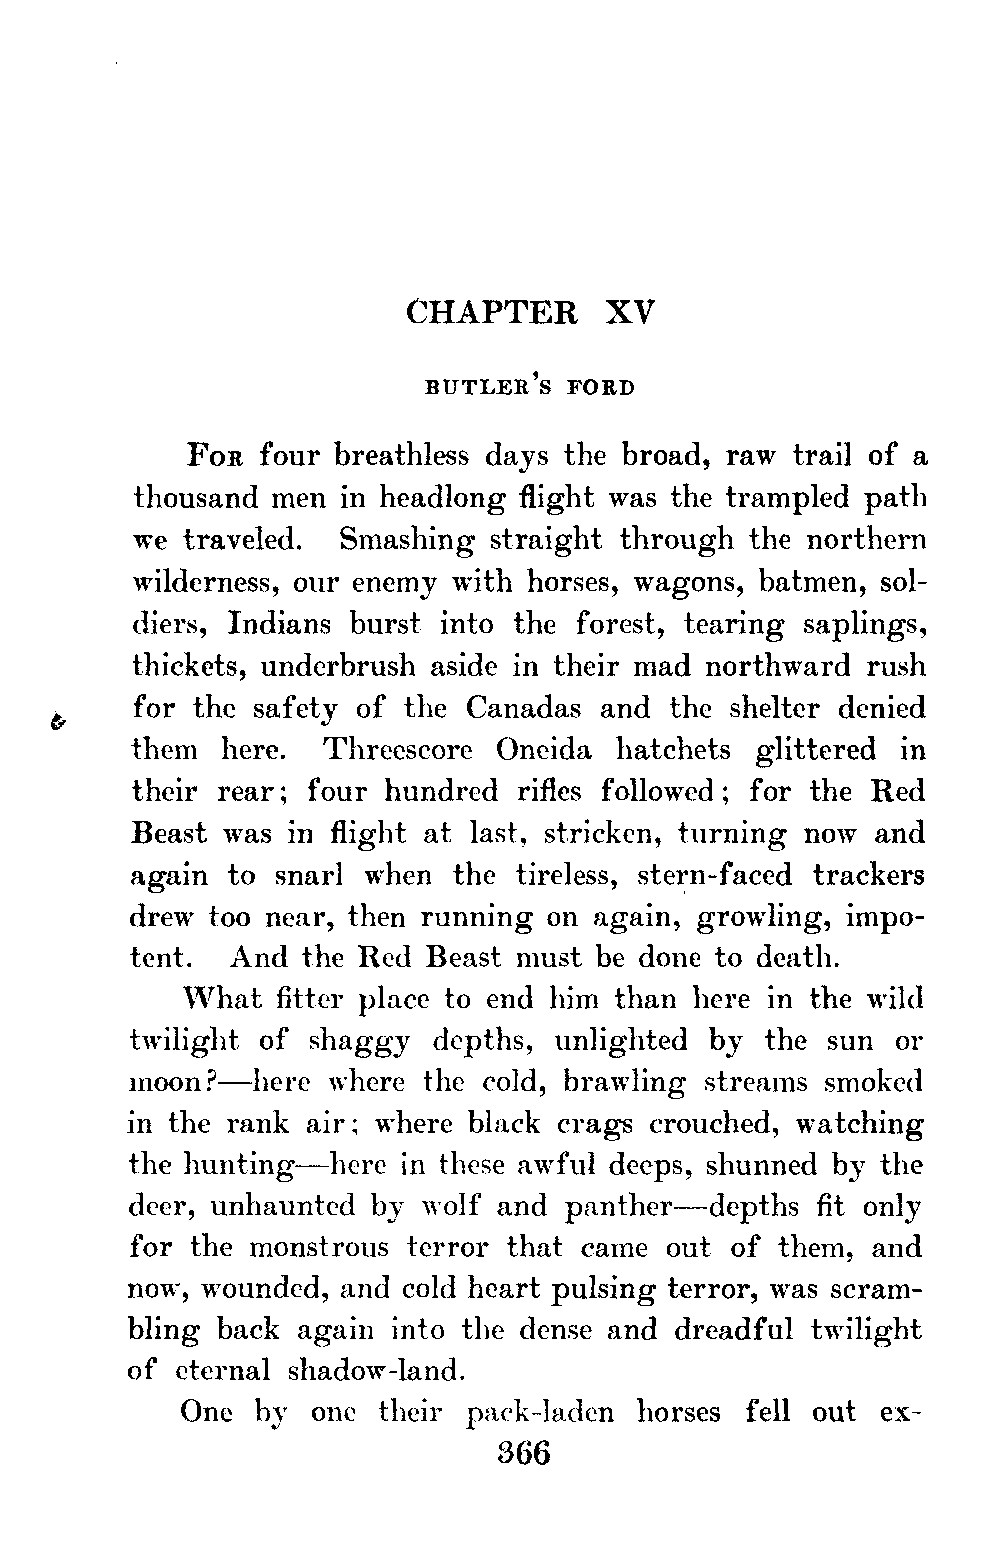 CHAPTER XV
BUTLER'S FORD
FOR four breathless days the broad, raw trail of a
thousand men in headlong flight was the trampled path
we traveled. Smashing straight through the northern
wilderness, our enemy with horses, wagons, batmen, sol-
diers, Indians burst into the forest, tearing saplings,
thickets, underbrush aside in their mad northward rush
for the safety of the Canadas and the shelter denied
them here. Threescore Oneida hatchets glittered in
their rear; four hundred rifles followed; for the Red
Beast was in flight at last, stricken, turning now and
again to snarl when the tireless, stern-faced trackers
drew too near, then running on again, growling, impo-
tent. And the Red Beast must be done to death.
What fitter place to end him than here in the wild
twilight of shaggy depths, unlighted by the sun or
moon?—here where the cold, brawling streams smoked
in the rank air; where black crags crouched, watching
the hunting—here in these awful deeps, shunned by the
deer, unhaunted by wolf and panther—depths fit only
for the monstrous terror that came out of them, and
now, wounded, and cold heart pulsing terror, was scram-
bling back again into the dense and dreadful twilight
of eternal shadow-land.
One by one their pack-laden horses fell out ex-
366